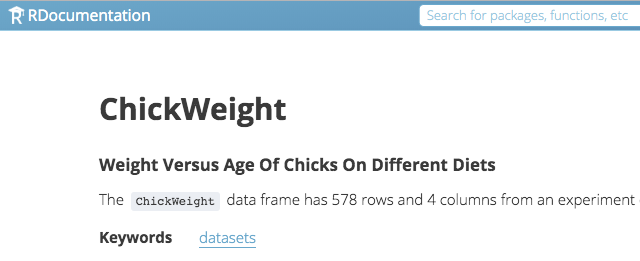 RDocumentation
Search for packages, functions, etc
ChickWeight
Weight Versus Age Of Chicks On Different Diets
The ChickWeight data frame has 578 rows and 4 columns from an experiment
Keywords datasets